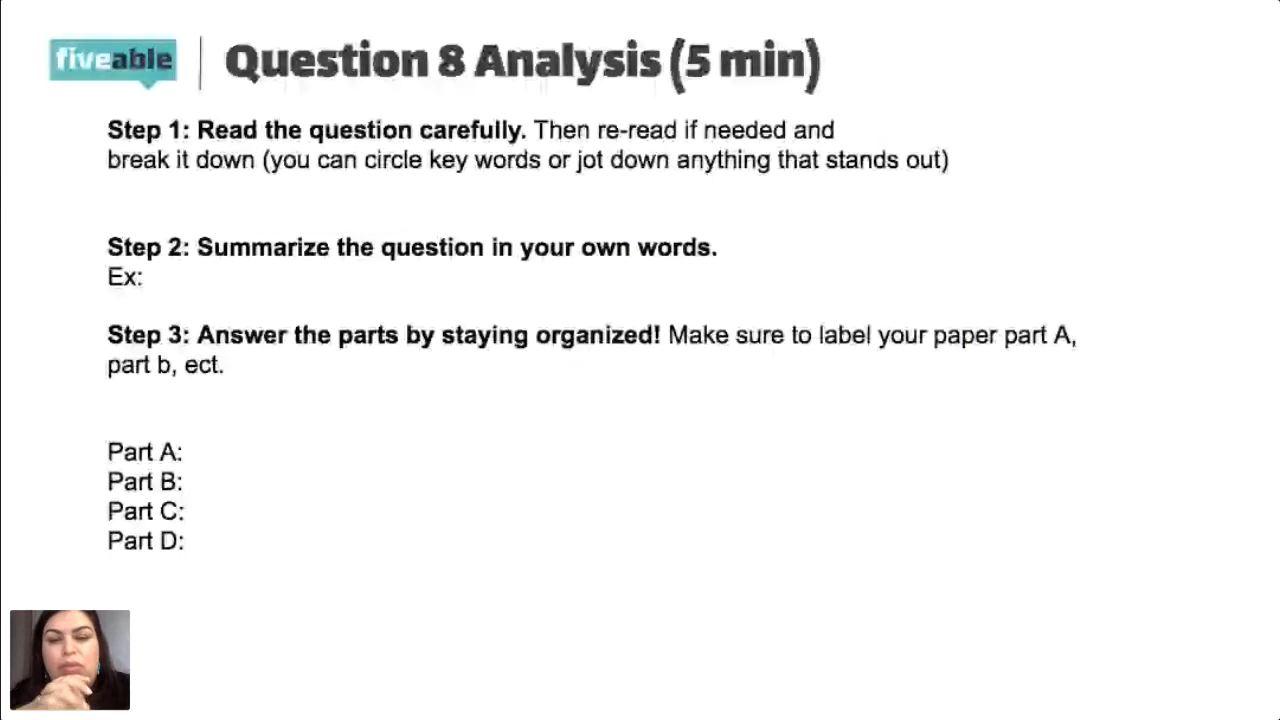 fiveable
Question 8 Analysis (5 min)
Step 1: Read the question carefully. Then re-read if needed and
break it down (you can circle key words or jot down anything that stands out)
Step 2: Summarize the question in your own words.
Ex:
Step 3: Answer the parts by staying organized! Make sure to label your paper part A,
part b, ect.
Part A:
Part B:
Part C:
Part D: